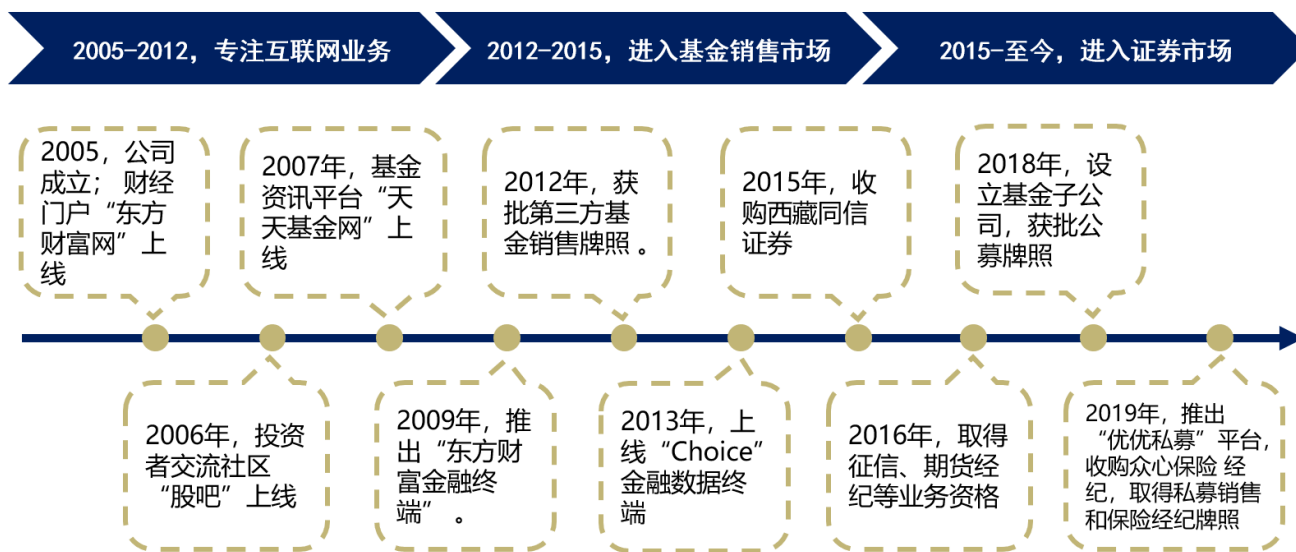 2005-2012，专注互联网业务
2012-2015，进入基金销售市场
2015-至今，进入证券市场
2005，公司
成立； 财经
门户“东方
财富网”上
线
2007年，基金
资讯平台“天
天基金网”上
线
2012年，获
批第三方基
金销售牌照 。
2015年，收
购西藏同信
证券
2018年，设
立基金子公
司，获批公
募牌照
2006年，投资
者交流社区
“股吧”上线
2009年，推
出“东方财
富金融终
端” 。
2013年，上
线“Choice”
金融数据终
端
2016年，取得
征信、期货经
纪等业务资格
2019年，推出
“优优私募”平台，
收购众心保险 经
纪，取得私募销售
和保险经纪牌照